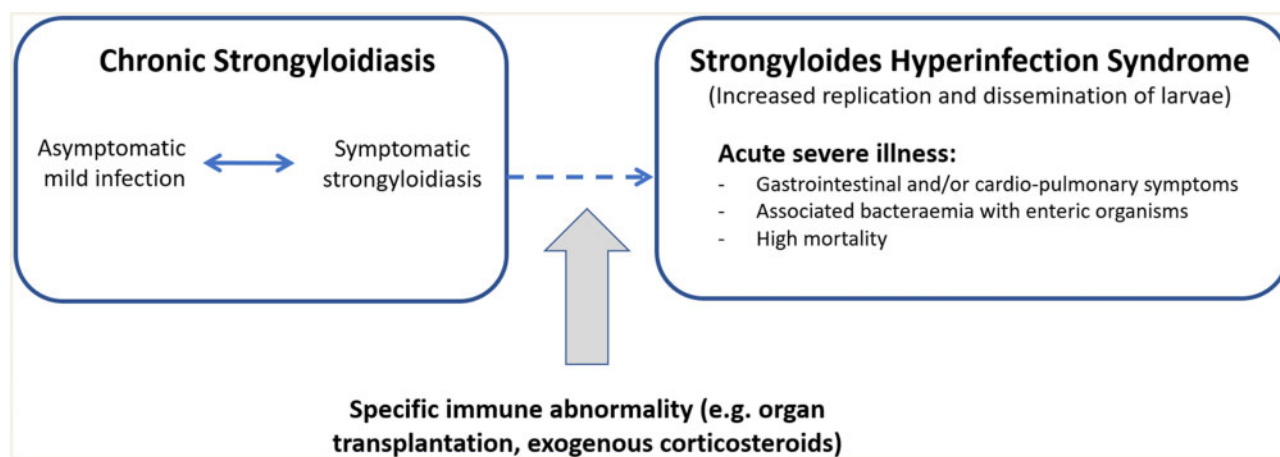 Chronic Strongyloidiasis
Asymptomatic
mild infection
Symptomatic
strongyloidiasis
Strongyloides Hyperinfection Syndrome
(Increased replication and dissemination of larvae)
Acute severe illness:
- Gastrointestinal and/or cardio-pulmonary symptoms
- Associated bacteraemia with enteric organisms
- High mortality
Specific immune abnormality (e.g. organ
transplantation, exogenous corticosteroids)